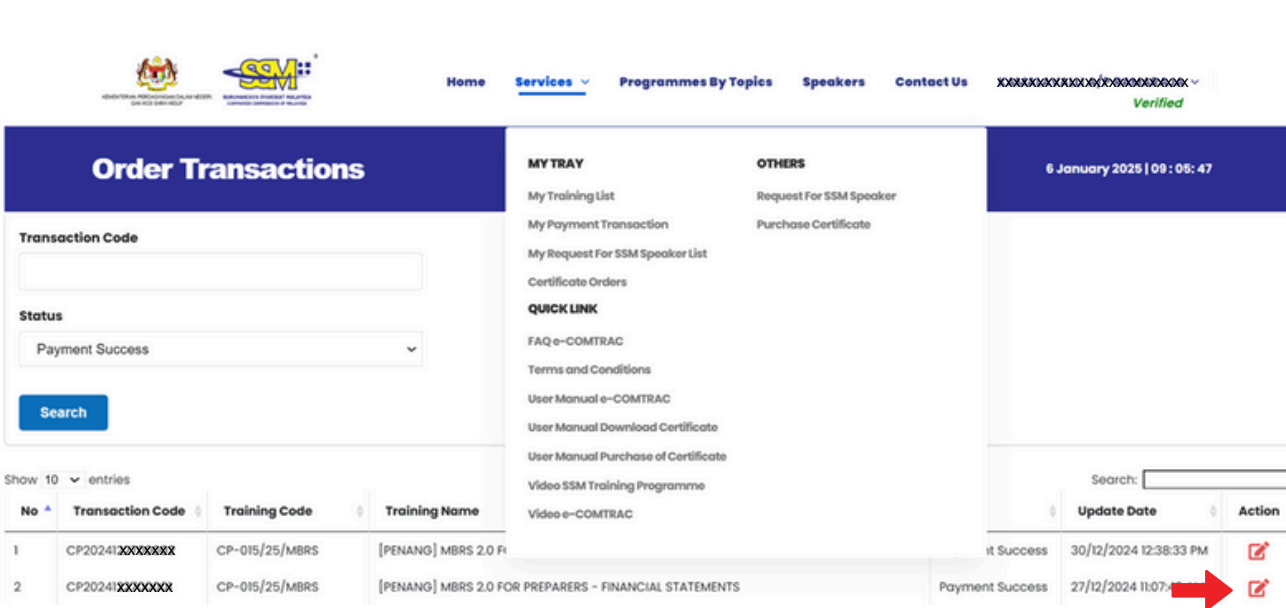 SSM
Home Services Programmes By Topics Speakers Contact Us
Verified
Order Transactions
6 January 2025 | 09 : 05: 47
MY TRAY
My Training List
My Payment Transaction
My Request For SSM Speaker List
Certificate Orders
QUICK LINK
FAQ e-COMTRAC
Terms and Conditions
User Manual e-COMTRAC
User Manual Download Certificate
User Manual Purchase of Certificate
Video SSM Training Programme
Video e-COMTRAC
OTHERS
Request For SSM Speaker
Purchase Certificate
Transaction Code
Status
Payment Success
Search
Show 10 entries
Search:
No Transaction Code Training Code Training Name Update Date Action
1 CP20241XXXXXXX CP-015/25/MBRS [PENANG] MBRS 2.0 Success 30/12/2024 12:38:33 PM
2 CP20241XXXXXXX CP-015/25/MBRS [PENANG] MBRS 2.0 FOR PREPARERS - FINANCIAL STATEMENTS Payment Success 27/12/2024